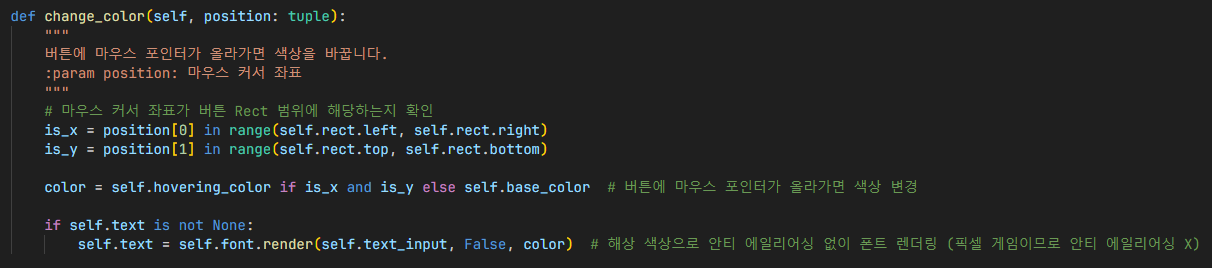 def change_color(self, position: tuple):
    """
    버튼에 마우스 포인터가 올라가면 색상을 바꿉니다.
    :param position: 마우스 커서 좌표
    """
    # 마우스 커서 좌표가 버튼 Rect 범위에 해당하는지 확인
    is_x = position[0] in range(self.rect.left, self.rect.right)
    is_y = position[1] in range(self.rect.top, self.rect.bottom)

    color = self.hovering_color if is_x and is_y else self.base_color  # 버튼에 마우스 포인터가 올라가면 색상 변경

    if self.text is not None:
        self.text = self.font.render(self.text_input, False, color)  # 해상 색상으로 안티 에일리어싱 없이 폰트 렌더링 (픽셀 게임이므로 안티 에일리어싱 X)